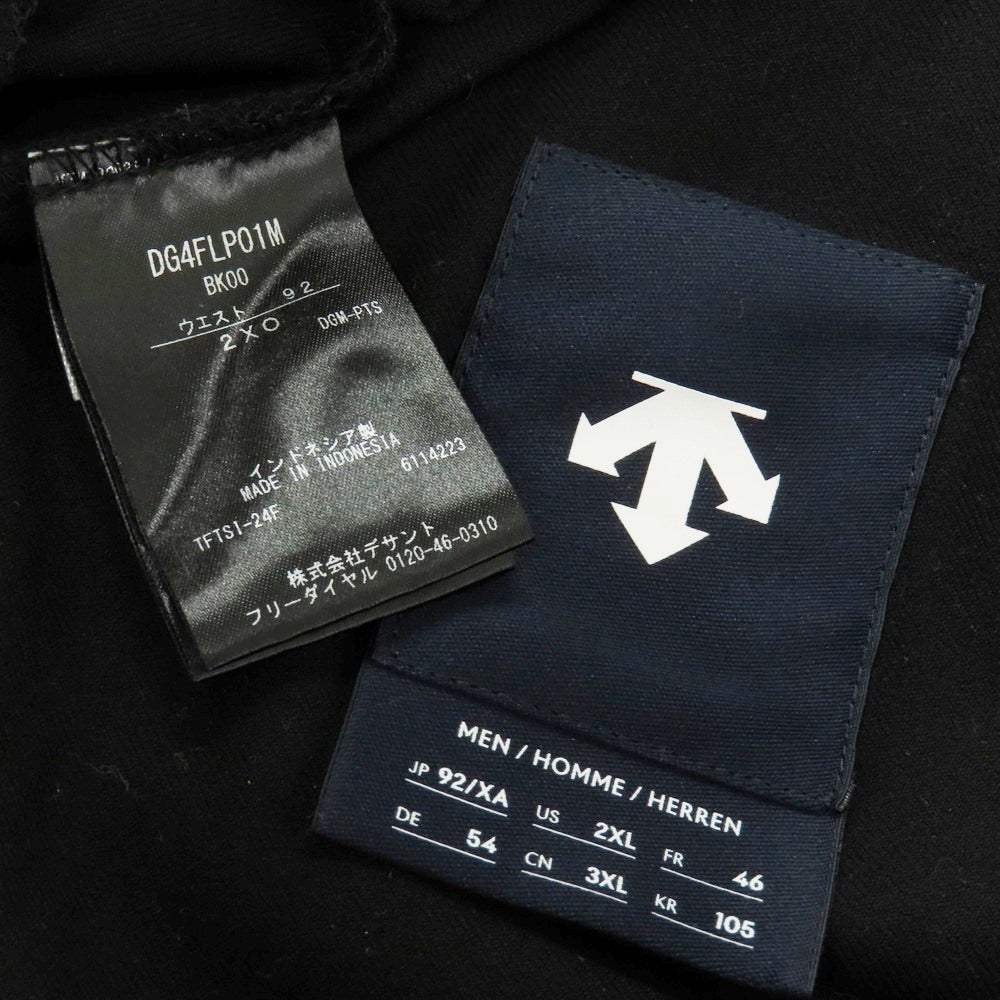 DG4FLP01M
BK00
ウエスト 92
2XO DGM-PTS
インドネシア製
MADE IN INDONESIA 6114223
TFTSI-24F
株式会社デサント
フリーダイヤル 0120-46-0310
MEN / HOMME / HERREN
JP 92/XA US 2XL FR 46
DE 54 CN 3XL KR 105